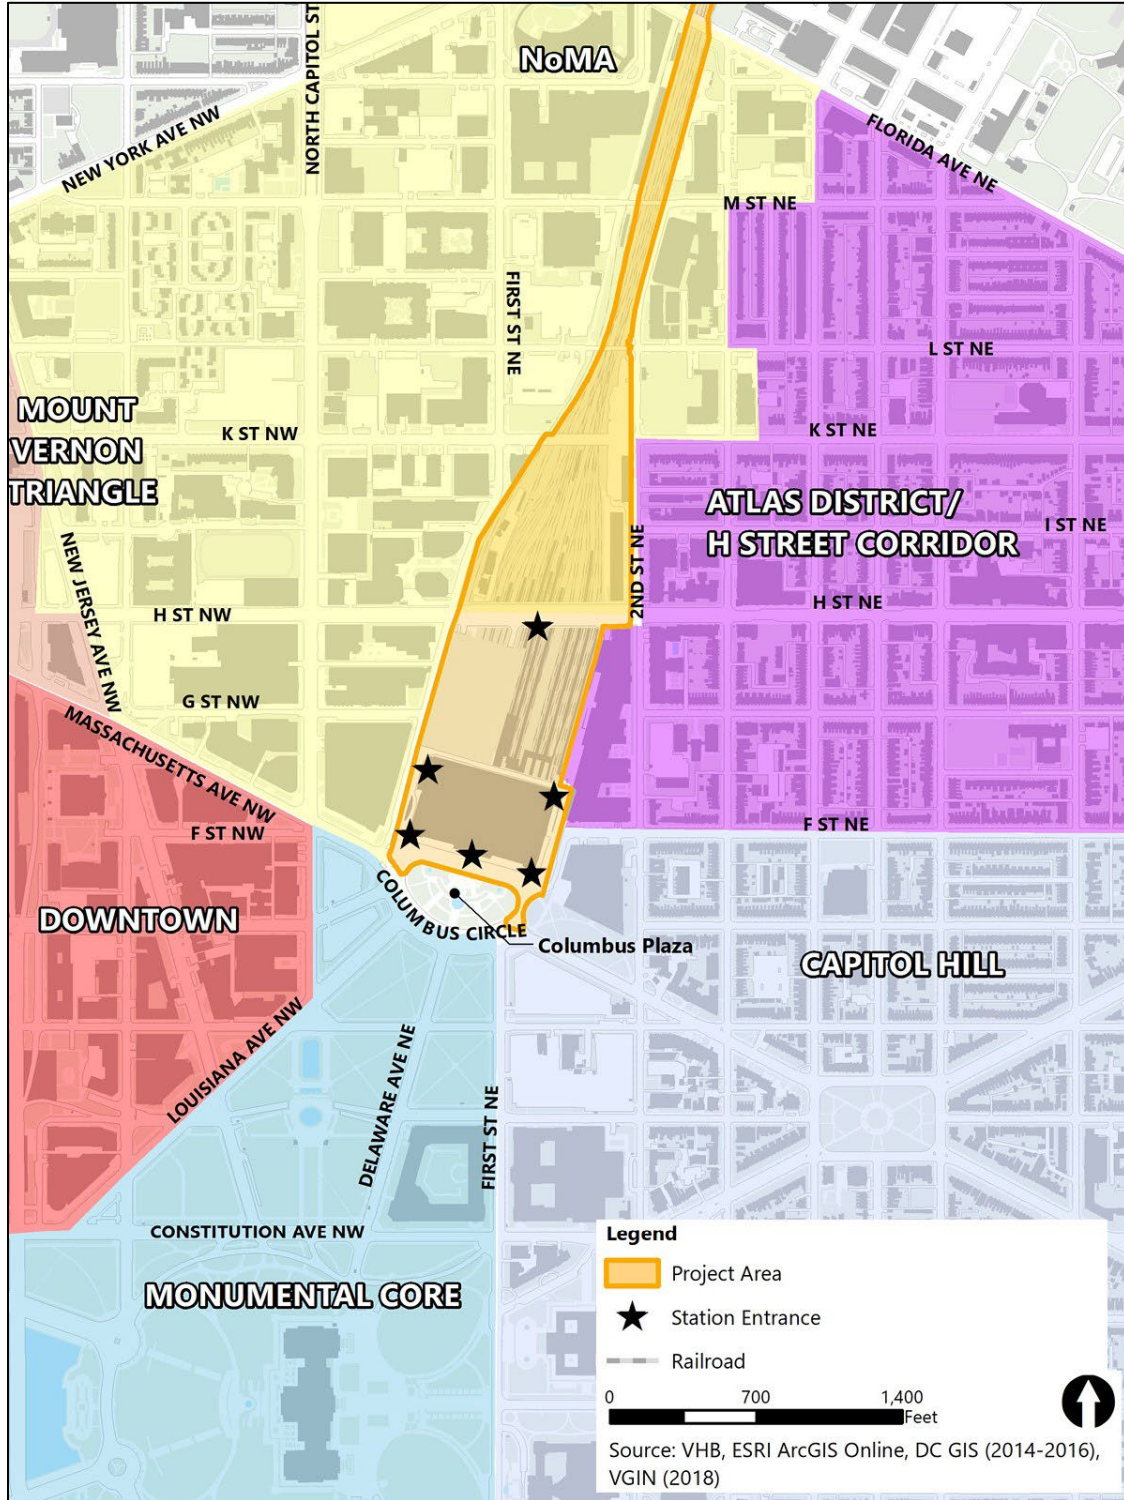 NoMA
NORTH CAPITOL ST
NEW YORK AVE NW
FLORIDA AVE NE
M ST NE
FIRST ST NE
L ST NE
MOUNT
VERNON
TRIANGLE
K ST NW
K ST NE
ATLAS DISTRICT/
H STREET CORRIDOR
I ST NE
NEW JERSEY AVE NW
2ND ST NE
H ST NW
H ST NE
G ST NW
MASSACHUSETTS AVE NW
F ST NW
F ST NE
DOWNTOWN
COLUMBUS CIRCLE
Columbus Plaza
CAPITOL HILL
LOUISIANA AVE NW
DELAWARE AVE NE
FIRST ST NE
CONSTITUTION AVE NW
MONUMENTAL CORE
Legend
Project Area
Station Entrance
Railroad
0 700 1,400
Feet
Source: VHB, ESRI ArcGIS Online, DC GIS (2014-2016),
VGIN (2018)